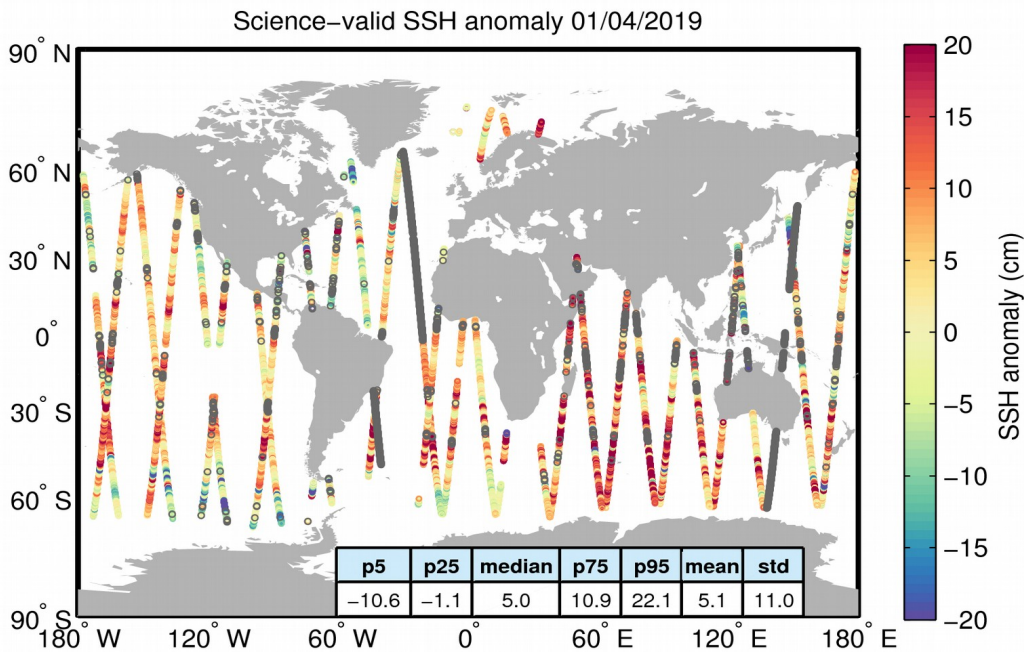 Science−valid SSH anomaly 01/04/2019
90° N
60° N
30° N
0°
30° S
60° S
90° S
180° W
120° W
60° W
0°
60° E
120° E
180° E
p5 p25 median p75 p95 mean std
−10.6 −1.1 5.0 10.9 22.1 5.1 11.0
20
15
10
5
0
−5
−10
−15
−20
SSH anomaly (cm)